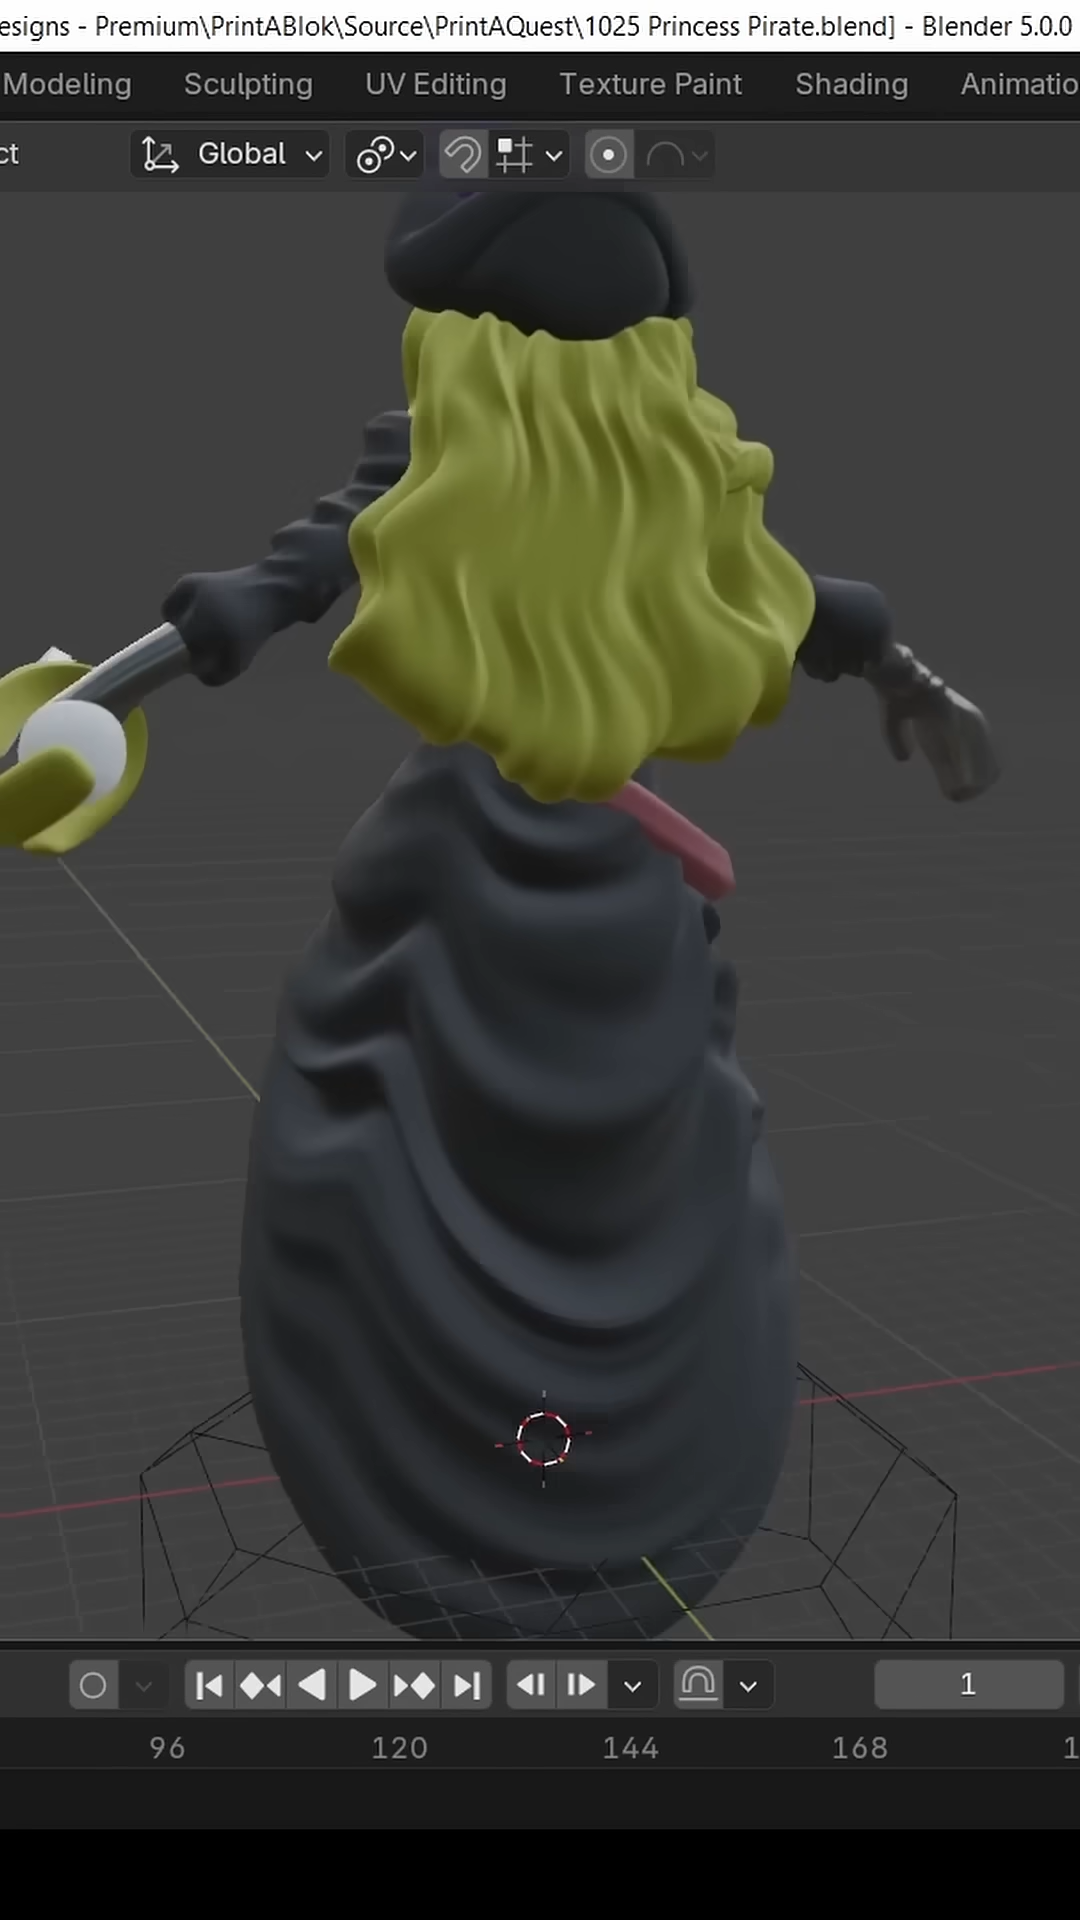 esigns - Premium\PrintABlok\Source\PrintAQuest\1025 Princess Pirate.blend] - Blender 5.0.0
Modeling Sculpting UV Editing Texture Paint Shading Animatio
ct Global
1
96 120 144 168 1